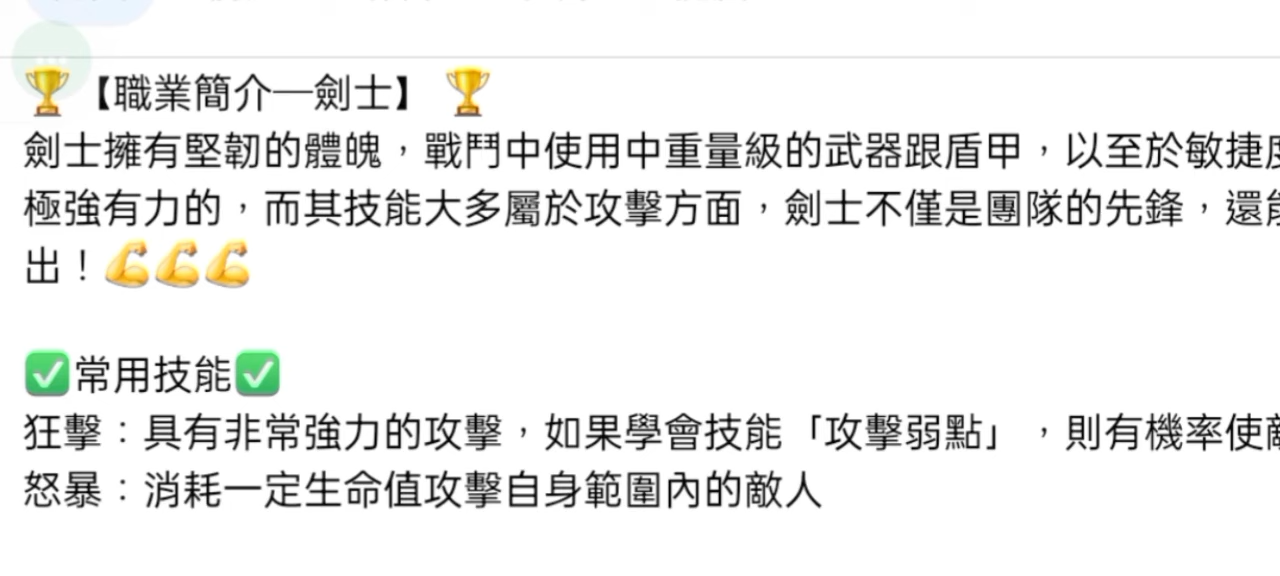 🏆【職業簡介—劍士】 🏆
劍士擁有堅韌的體魄，戰鬥中使用中重量級的武器跟盾甲，以至於敏捷
極強有力的，而其技能大多屬於攻擊方面，劍士不僅是團隊的先鋒，還
出！💪💪💪
✅常用技能✅
狂擊：具有非常強力的攻擊，如果學會技能「攻擊弱點」，則有機率使
怒暴：消耗一定生命值攻擊自身範圍內的敵人